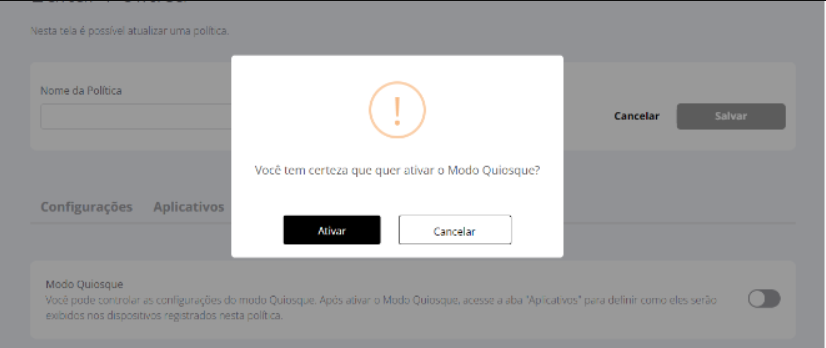 Nesta tela é possível atualizar uma política.
Nome da Política
Cancelar
Salvar
!
Você tem certeza que quer ativar o Modo Quiosque?
Ativar
Cancelar
Configurações
Aplicativos
Modo Quiosque
Você pode controlar as configurações do modo Quiosque. Após ativar o Modo Quiosque, acesse a aba "Aplicativos" para definir como eles serão
exibidos nos dispositivos registrados nesta política.